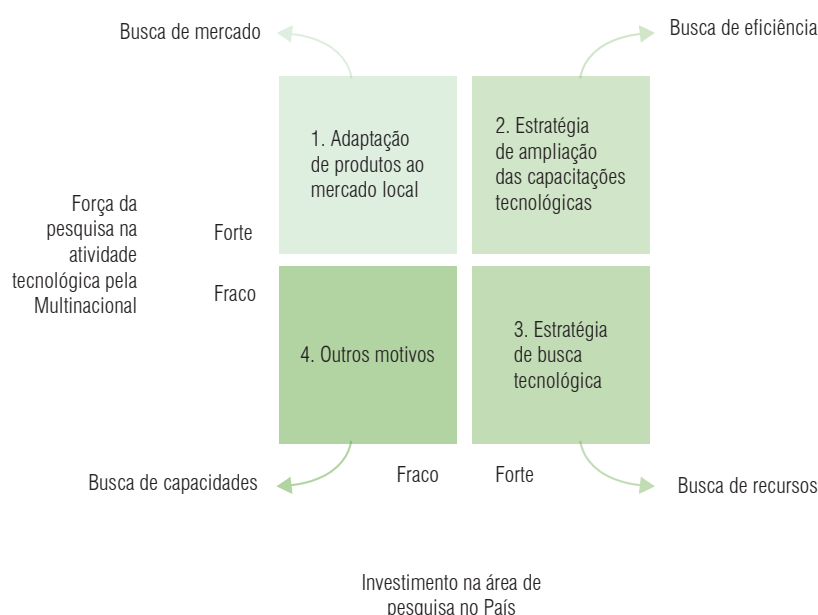 Busca de mercado
Busca de eficiência
1. Adaptação
de produtos ao
mercado local
2. Estratégia
de ampliação
das capacitações
tecnológicas
Força da
pesquisa na
atividade
tecnológica pela
Multinacional
Forte
Fraco
4. Outros motivos
3. Estratégia
de busca
tecnológica
Busca de capacidades
Fraco
Forte
Busca de recursos
Investimento na área de
pesquisa no País